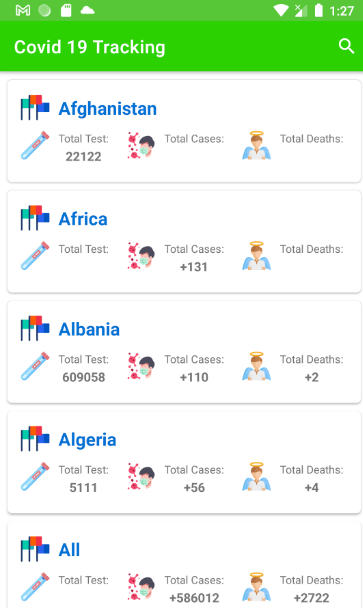 1:27
Covid 19 Tracking
Afghanistan
Total Test: Total Cases: Total Deaths:
22122
Africa
Total Test: Total Cases: Total Deaths:
+131
Albania
Total Test: Total Cases: Total Deaths:
609058 +110 +2
Algeria
Total Test: Total Cases: Total Deaths:
5111 +56 +4
All
Total Test: Total Cases: Total Deaths:
+586012 +2722